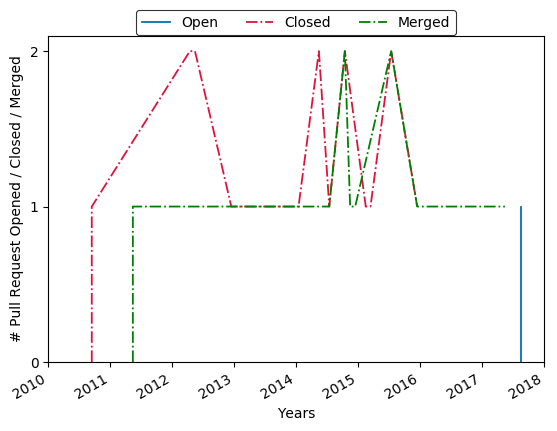 Open Closed Merged
# Pull Request Opened / Closed / Merged
2
1
0
2010 2011 2012 2013 2014 2015 2016 2017 2018
Years